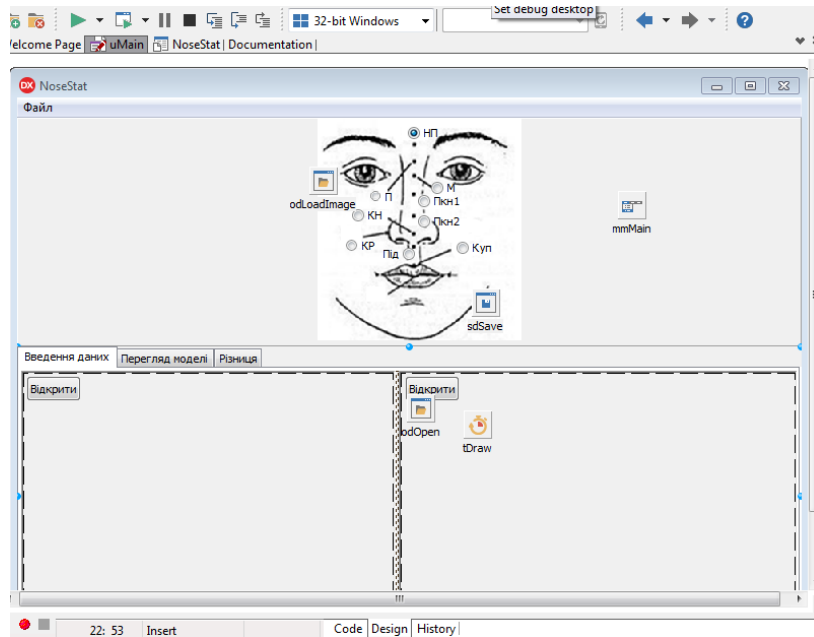 Set debug desktop
32-bit Windows
Welcome Page uMain NoseStat Documentation
NoseStat
Файл
НП
П
М
Пкн1
КН
Пкн2
КР
Під
Куп
odLoadImage
mmMain
sdSave
Введення даних Перегляд моделі Різниця
Відкрити
Відкрити
odOpen
tDraw
22: 53 Insert
Code Design History